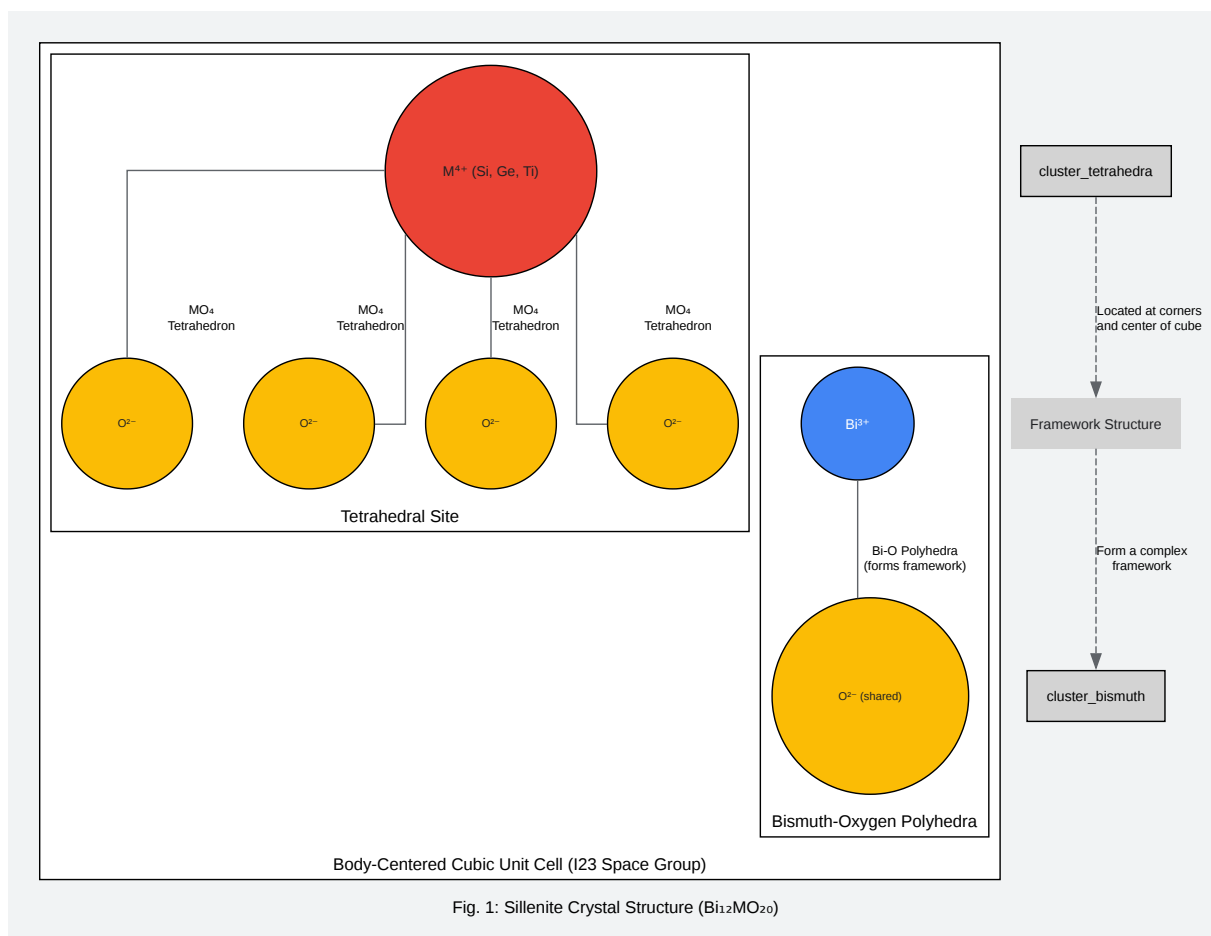 M⁴⁺ (Si, Ge, Ti)
MO₄
Tetrahedron
MO₄
Tetrahedron
MO₄
Tetrahedron
MO₄
Tetrahedron
O²⁻
O²⁻
O²⁻
O²⁻
Tetrahedral Site
Bi³⁺
Bi-O Polyhedra
(forms framework)
O²⁻ (shared)
Bismuth-Oxygen Polyhedra
Body-Centered Cubic Unit Cell (I23 Space Group)
cluster_tetrahedra
Located at corners
and center of cube
Framework Structure
Form a complex
framework
cluster_bismuth
Fig. 1: Sillenite Crystal Structure (Bi₁₂MO₂₀)